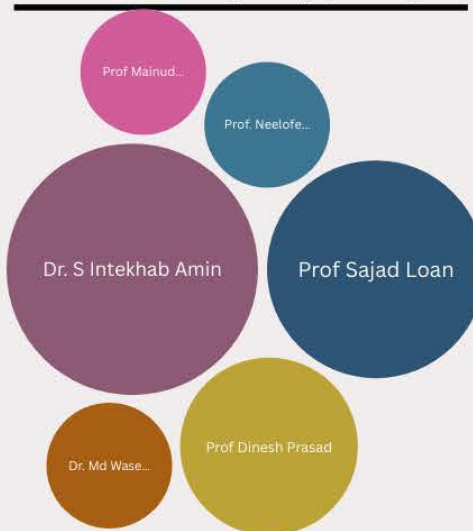 Prof Mainud...
Prof. Neelofe...
Dr. S Intekhab Amin
Prof Sajad Loan
Prof Dinesh Prasad
Dr. Md Wase...